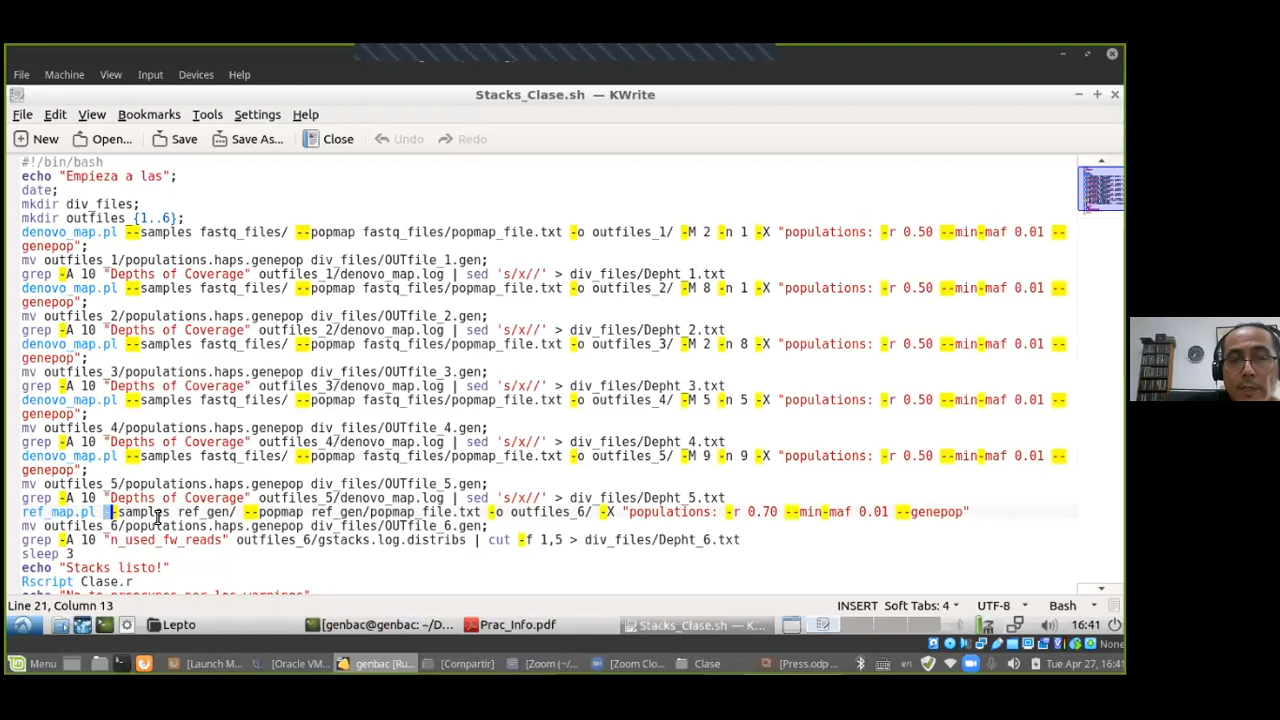 File Machine View Input Devices Help
Stacks_Clase.sh — KWrite
File Edit View Bookmarks Tools Settings Help
New Open... Save Save As... Close Undo Redo
#!/bin/bash
echo "Empieza a las";
date;
mkdir div_files;
mkdir outfiles_{1..6};
denovo_map.pl --samples fastq_files/ --popmap fastq_files/popmap_file.txt -o outfiles_1/ -M 2 -n 1 -X "populations: -r 0.50 --min-maf 0.01 --
genepop";
mv outfiles_1/populations.haps.genepop div_files/OUTfile_1.gen;
grep -A 10 "Depths of Coverage" outfiles_1/denovo_map.log | sed 's/x//' > div_files/Depht_1.txt
denovo_map.pl --samples fastq_files/ --popmap fastq_files/popmap_file.txt -o outfiles_2/ -M 8 -n 1 -X "populations: -r 0.50 --min-maf 0.01 --
genepop";
mv outfiles_2/populations.haps.genepop div_files/OUTfile_2.gen;
grep -A 10 "Depths of Coverage" outfiles_2/denovo_map.log | sed 's/x//' > div_files/Depht_2.txt
denovo_map.pl --samples fastq_files/ --popmap fastq_files/popmap_file.txt -o outfiles_3/ -M 2 -n 8 -X "populations: -r 0.50 --min-maf 0.01 --
genepop";
mv outfiles_3/populations.haps.genepop div_files/OUTfile_3.gen;
grep -A 10 "Depths of Coverage" outfiles_3/denovo_map.log | sed 's/x//' > div_files/Depht_3.txt
denovo_map.pl --samples fastq_files/ --popmap fastq_files/popmap_file.txt -o outfiles_4/ -M 5 -n 5 -X "populations: -r 0.50 --min-maf 0.01 --
genepop";
mv outfiles_4/populations.haps.genepop div_files/OUTfile_4.gen;
grep -A 10 "Depths of Coverage" outfiles_4/denovo_map.log | sed 's/x//' > div_files/Depht_4.txt
denovo_map.pl --samples fastq_files/ --popmap fastq_files/popmap_file.txt -o outfiles_5/ -M 9 -n 9 -X "populations: -r 0.50 --min-maf 0.01 --
genepop";
mv outfiles_5/populations.haps.genepop div_files/OUTfile_5.gen;
grep -A 10 "Depths of Coverage" outfiles_5/denovo_map.log | sed 's/x//' > div_files/Depht_5.txt
ref_map.pl --samples ref_gen/ --popmap ref_gen/popmap_file.txt -o outfiles_6/ -X "populations: -r 0.70 --min-maf 0.01 --genepop"
mv outfiles_6/populations.haps.genepop div_files/OUTfile_6.gen;
grep -A 10 "n_used_fw_reads" outfiles_6/gstacks.log.distribs | cut -f 1,5 > div_files/Depht_6.txt
sleep 3
echo "Stacks listo!"
Rscript Clase.r
echo "No te preocupes por los warnings"
Line 21, Column 13 INSERT Soft Tabs: 4 UTF-8 Bash
Lepto [genbac@genbac: ~/D... Prac_Info.pdf Stacks_Clase.sh — K... 16:41
None
Menu [Launch M... [Oracle VM... genbac [Ru... [Compartir] [Zoom (~/... [Zoom Clo... Clase [Press.odp ... en Tue Apr 27, 16:41